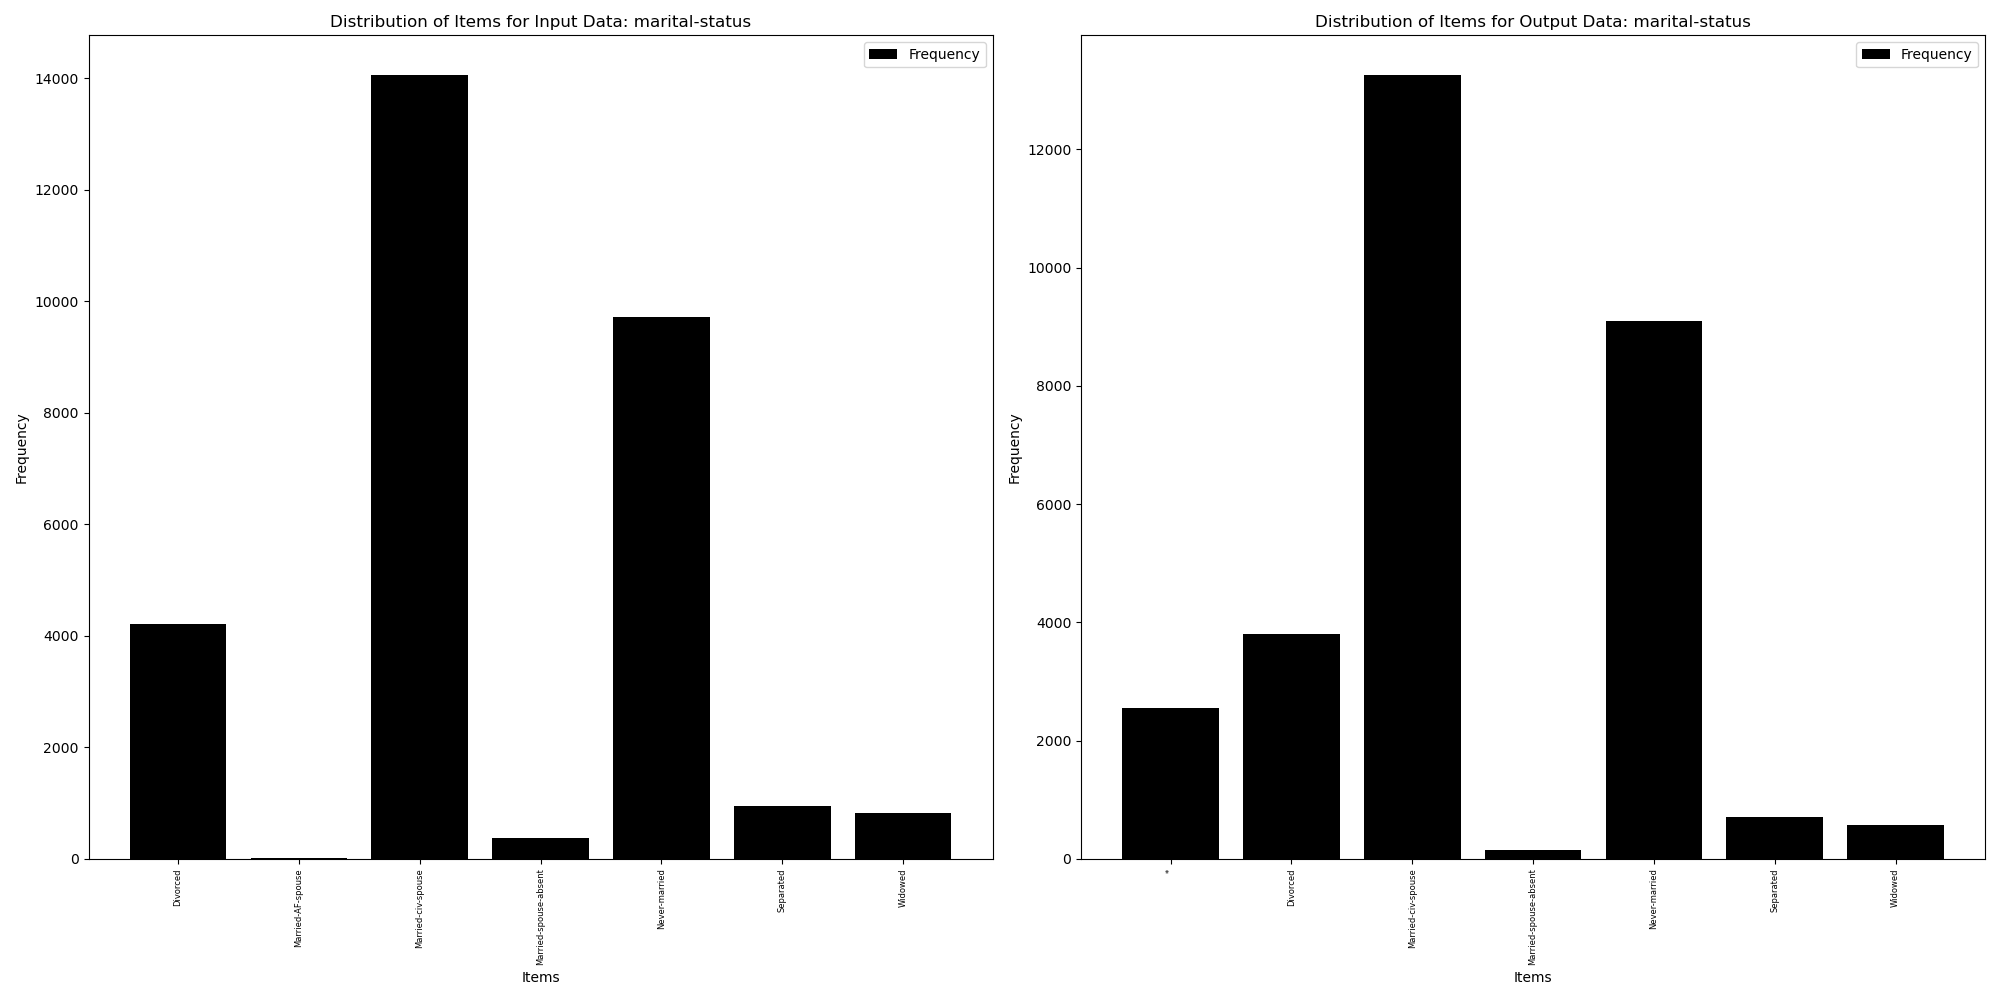 Distribution of Items for Input Data: marital-status
Frequency
14000
12000
10000
8000
6000
4000
2000
0
Frequency
Divorced
Married-AF-spouse
Married-civ-spouse
Married-spouse-absent
Never-married
Separated
Widowed
Items
Distribution of Items for Output Data: marital-status
Frequency
12000
10000
8000
6000
4000
2000
0
Frequency
*
Divorced
Married-civ-spouse
Married-spouse-absent
Never-married
Separated
Widowed
Items